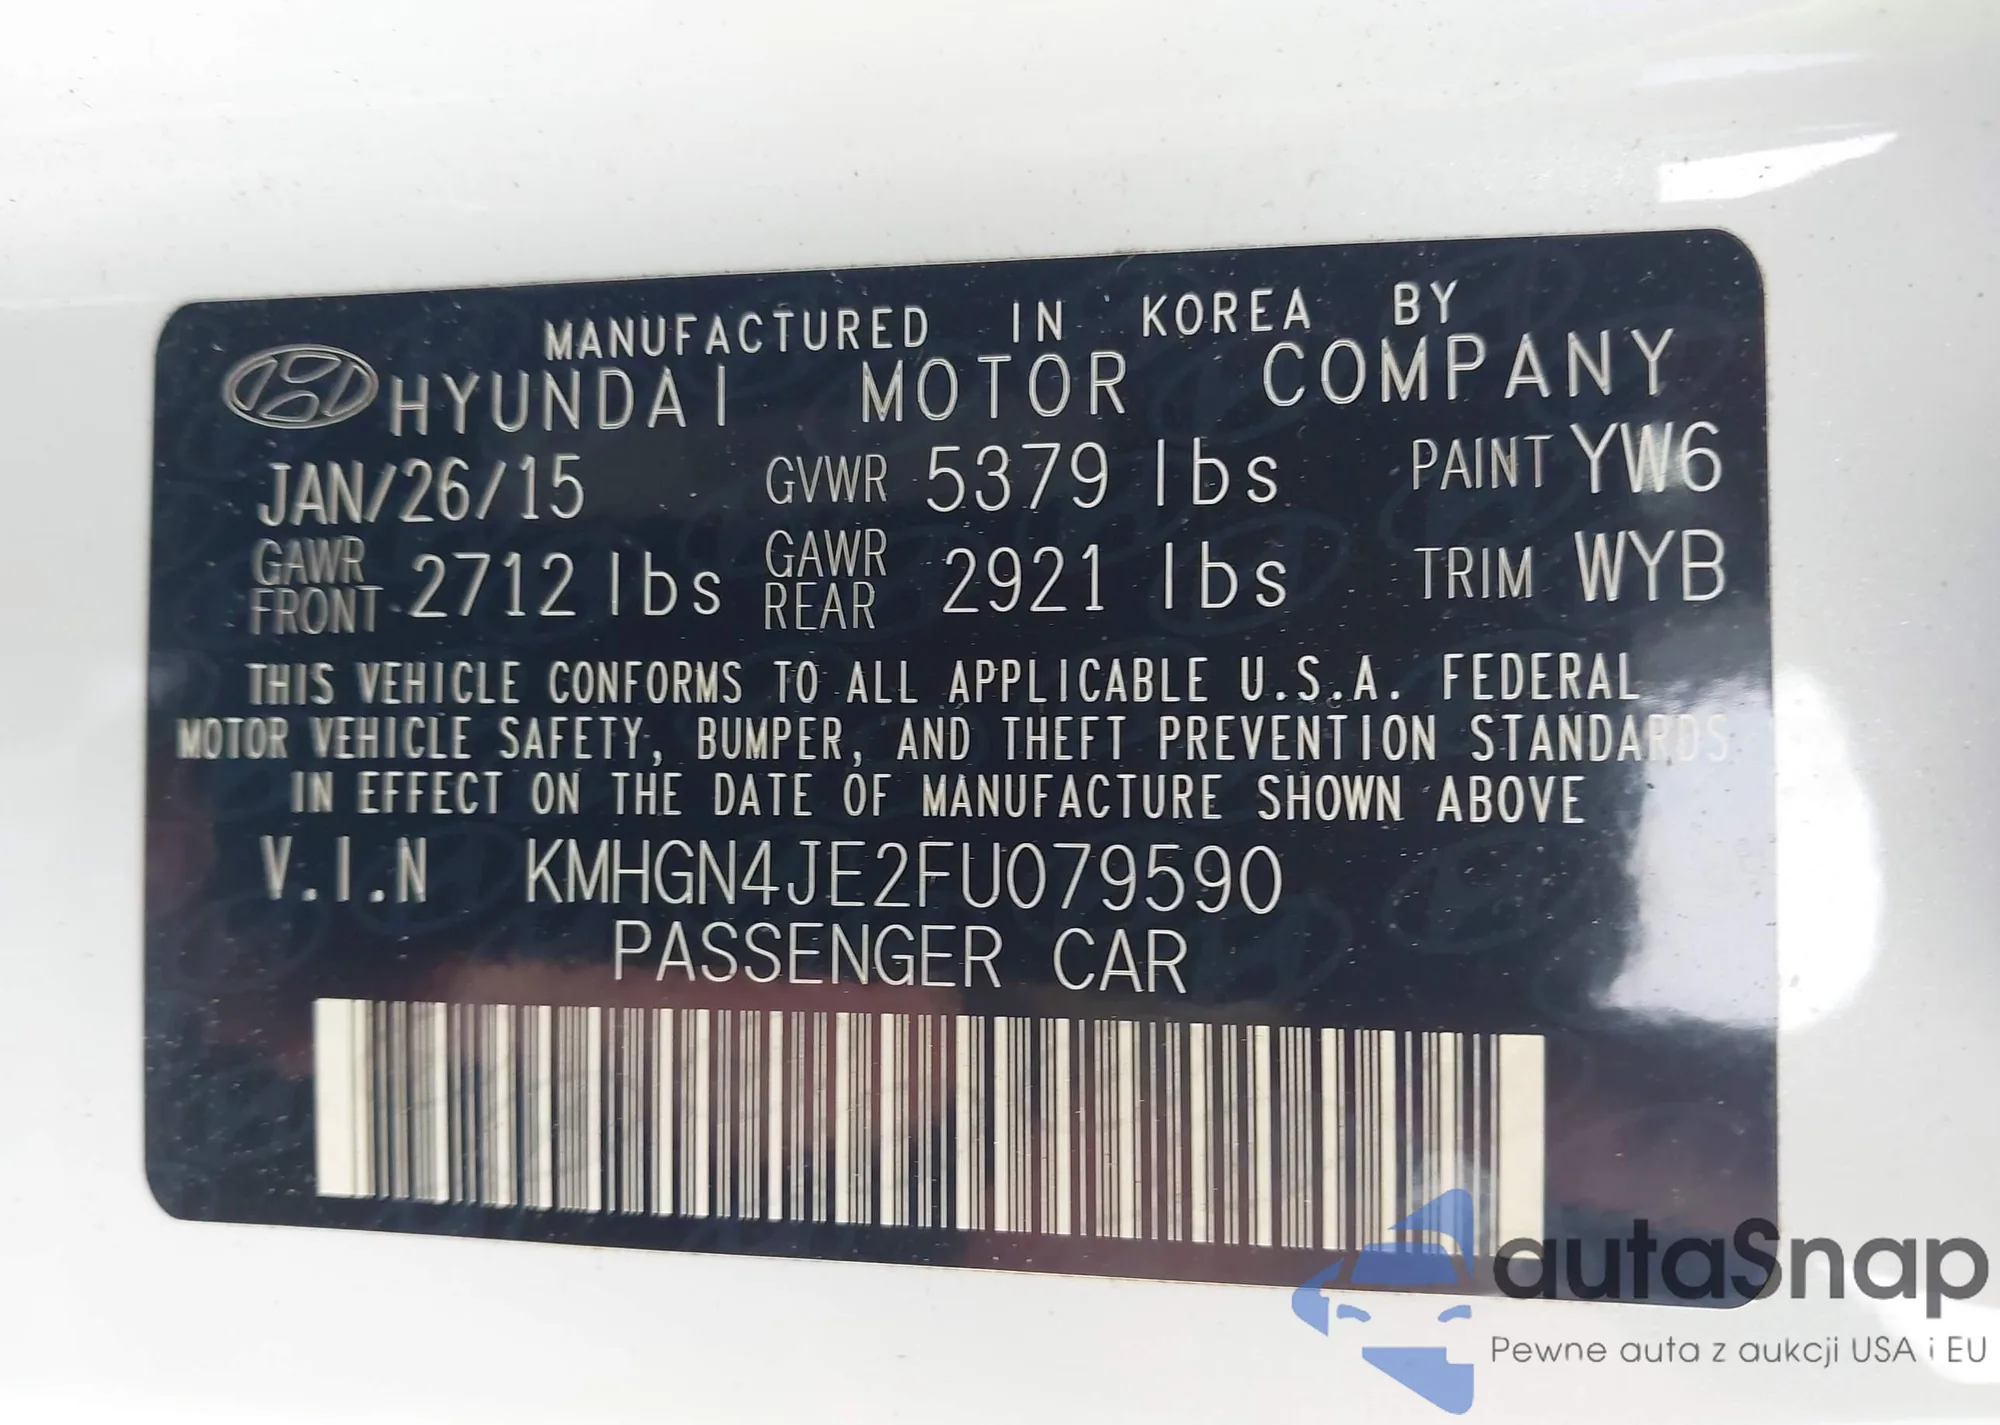 MANUFACTURED IN KOREA BY
HYUNDAI MOTOR COMPANY
JAN/26/15 GVWR 5379 lbs PAINT YW6
GAWR FRONT 2712 lbs GAWR REAR 2921 lbs TRIM WYB
THIS VEHICLE CONFORMS TO ALL APPLICABLE U.S.A. FEDERAL
MOTOR VEHICLE SAFETY, BUMPER, AND THEFT PREVENTION STANDARDS
IN EFFECT ON THE DATE OF MANUFACTURE SHOWN ABOVE
V.I.N KMHGN4JE2FU079590
PASSENGER CAR
autaSnap
Pewne auta z aukcji USA i EU